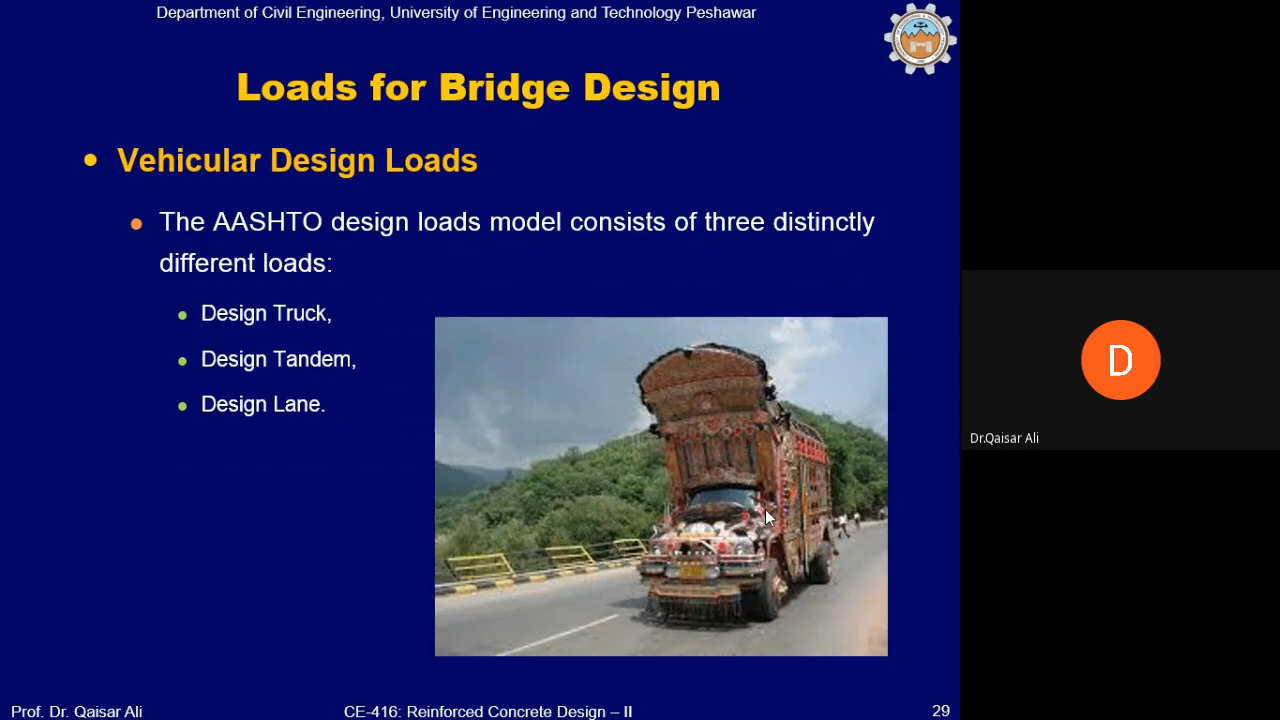 Department of Civil Engineering, University of Engineering and Technology Peshawar
Loads for Bridge Design
• Vehicular Design Loads
• The AASHTO design loads model consists of three distinctly
different loads:
• Design Truck,
• Design Tandem,
• Design Lane.
D
Dr.Qaisar Ali
Prof. Dr. Qaisar Ali
CE-416: Reinforced Concrete Design – II
29